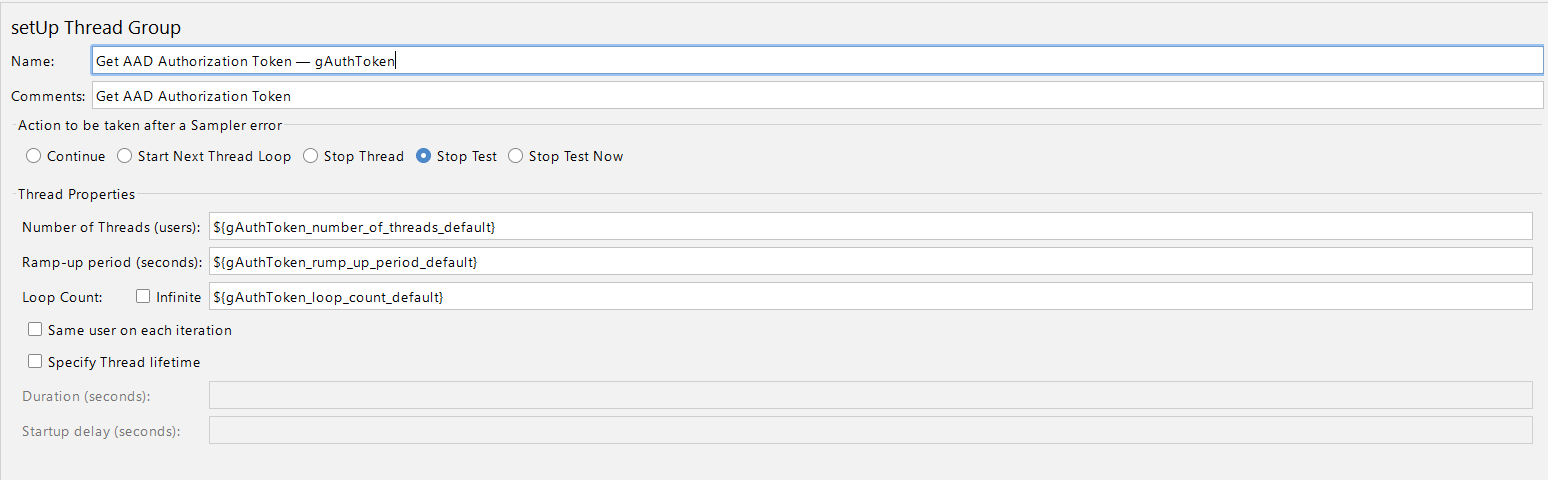 setUp Thread Group
Name: Get AAD Authorization Token — gAuthToken
Comments: Get AAD Authorization Token
Action to be taken after a Sampler error
Continue Start Next Thread Loop Stop Thread Stop Test Stop Test Now
Thread Properties
Number of Threads (users): ${gAuthToken_number_of_threads_default}
Ramp-up period (seconds): ${gAuthToken_rump_up_period_default}
Loop Count: Infinite ${gAuthToken_loop_count_default}
Same user on each iteration
Specify Thread lifetime
Duration (seconds):
Startup delay (seconds):